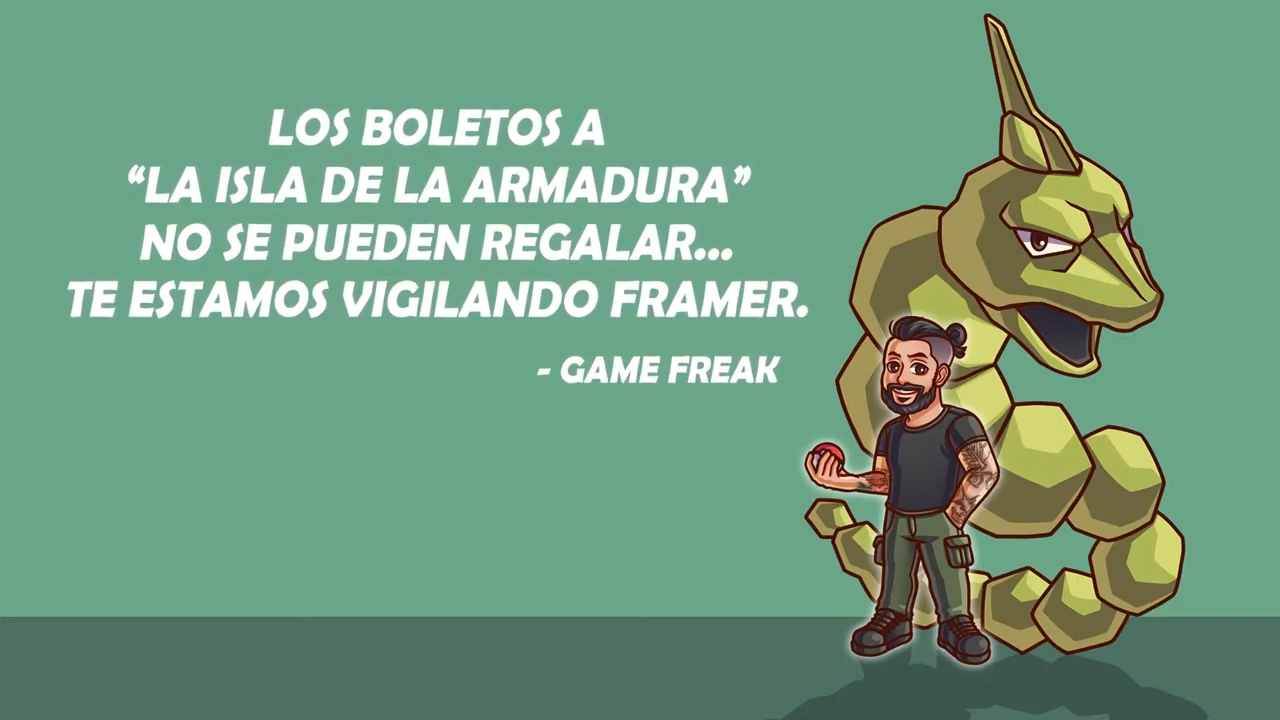 LOS BOLETOS A
“LA ISLA DE LA ARMADURA”
NO SE PUEDEN REGALAR...
TE ESTAMOS VIGILANDO FRAMER.
- GAME FREAK